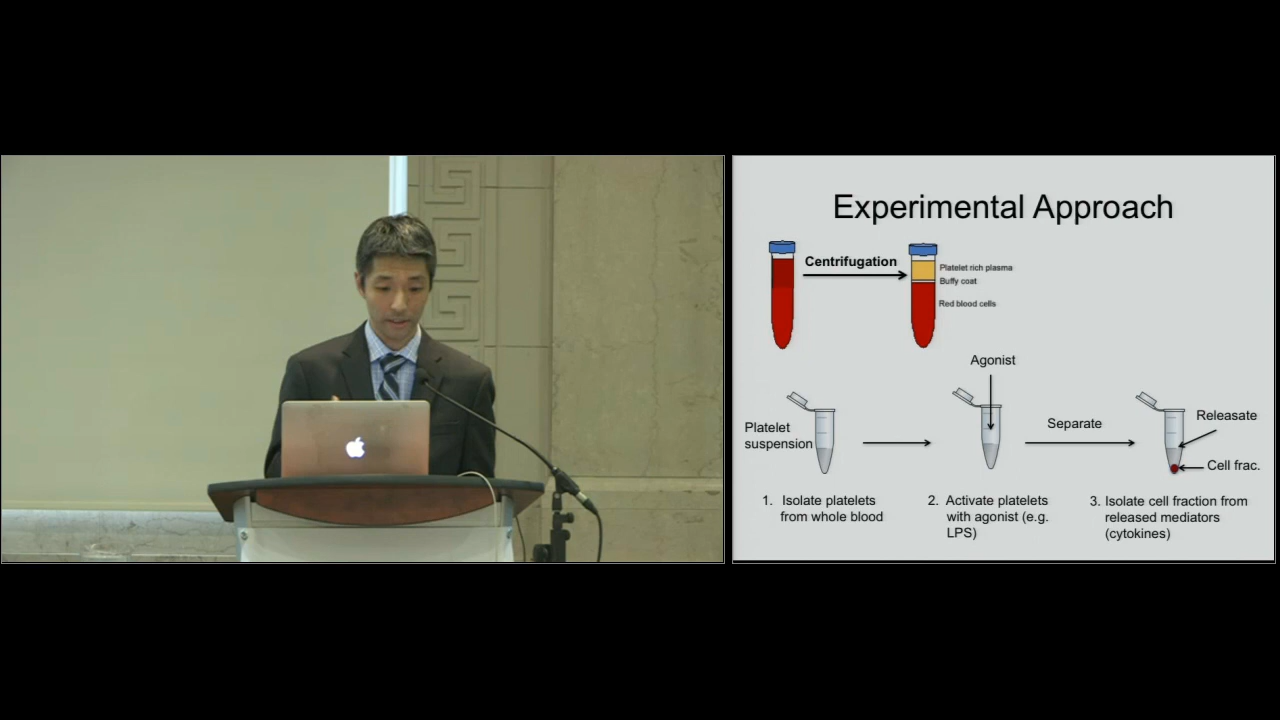 Experimental Approach
Centrifugation
Platelet rich plasma
Buffy coat
Red blood cells
Agonist
Platelet
suspension
Separate
Releasate
Cell frac.
1. Isolate platelets
from whole blood
2. Activate platelets
with agonist (e.g.
LPS)
3. Isolate cell fraction from
released mediators
(cytokines)